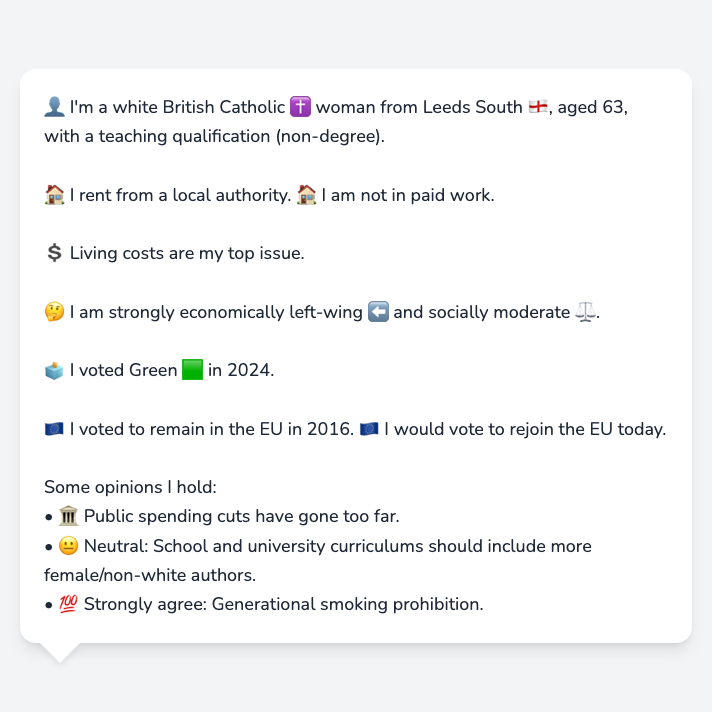 👤 I'm a white British Catholic ✝️ woman from Leeds South 🏴󠁧󠁢󠁥󠁮󠁧󠁿, aged 63,
with a teaching qualification (non-degree).
🏠 I rent from a local authority. 🏠 I am not in paid work.
💲 Living costs are my top issue.
🤔 I am strongly economically left-wing ⬅️ and socially moderate ⚖️.
🗳️ I voted Green 🟩 in 2024.
🇪🇺 I voted to remain in the EU in 2016. 🇪🇺 I would vote to rejoin the EU today.
Some opinions I hold:
• 🏛️ Public spending cuts have gone too far.
• 😐 Neutral: School and university curriculums should include more
female/non-white authors.
• 💯 Strongly agree: Generational smoking prohibition.